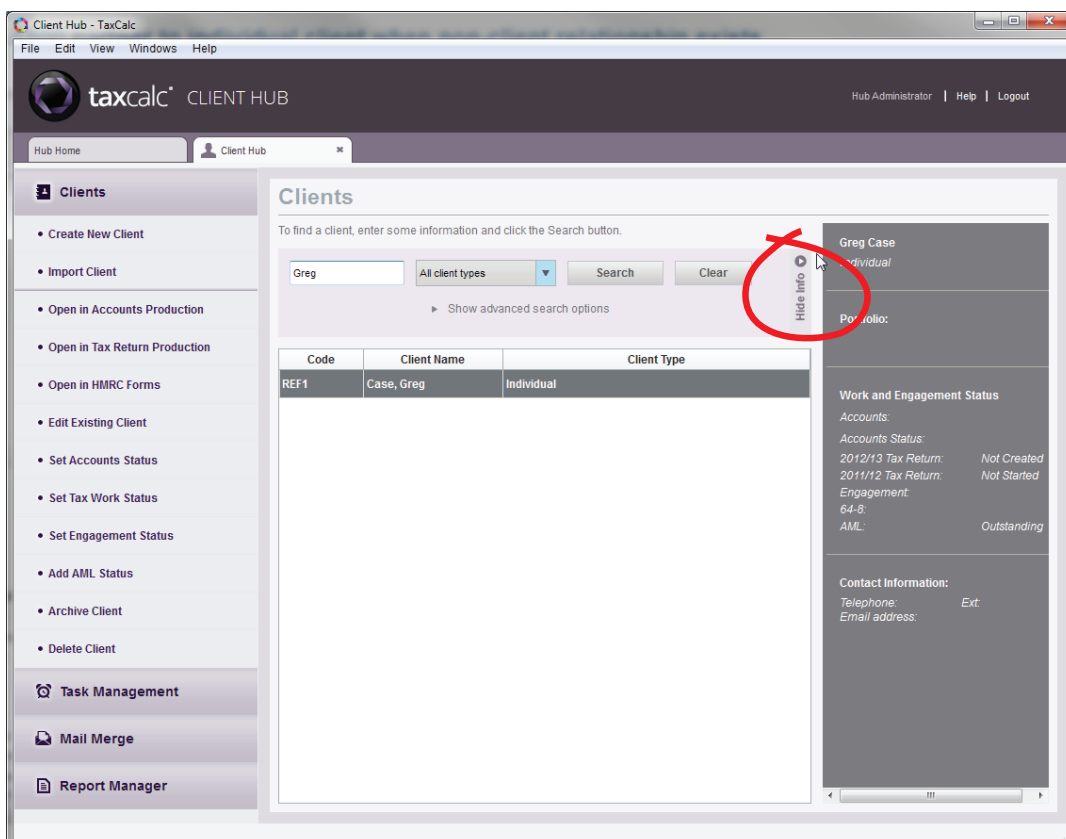 Client Hub - TaxCalc
File Edit View Windows Help
taxcalc CLIENT HUB
Hub Administrator | Help | Logout
Hub Home
Client Hub
Clients
• Create New Client
• Import Client
• Open in Accounts Production
• Open in Tax Return Production
• Open in HMRC Forms
• Edit Existing Client
• Set Accounts Status
• Set Tax Work Status
• Set Engagement Status
• Add AML Status
• Archive Client
• Delete Client
Task Management
Mail Merge
Report Manager
Clients
To find a client, enter some information and click the Search button.
Greg All client types Search Clear
Show advanced search options
Hide Info
Code Client Name Client Type
REF1 Case, Greg Individual
Greg Case
Individual
Portfolio:
Work and Engagement Status
Accounts:
Accounts Status:
2012/13 Tax Return: Not Created
2011/12 Tax Return: Not Started
Engagement:
64-8:
AML: Outstanding
Contact Information:
Telephone: Ext:
Email address: